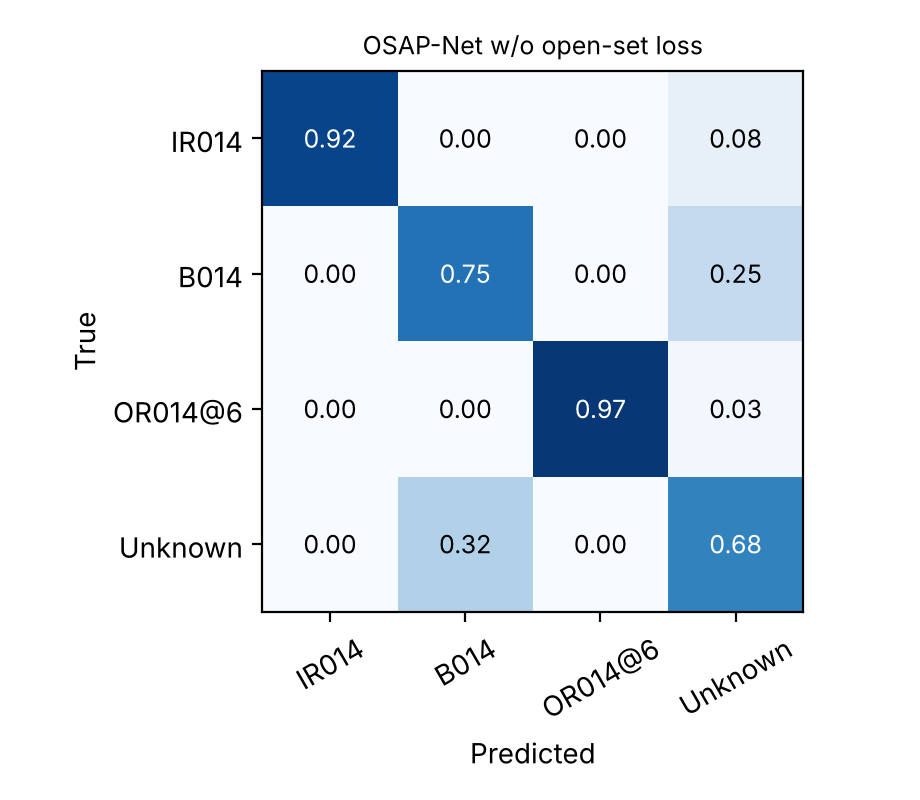 OSAP-Net w/o open-set loss
IR014 0.92 0.00 0.00 0.08
B014 0.00 0.75 0.00 0.25
OR014@6 0.00 0.00 0.97 0.03
Unknown 0.00 0.32 0.00 0.68
True
IR014 B014 OR014@6 Unknown
Predicted